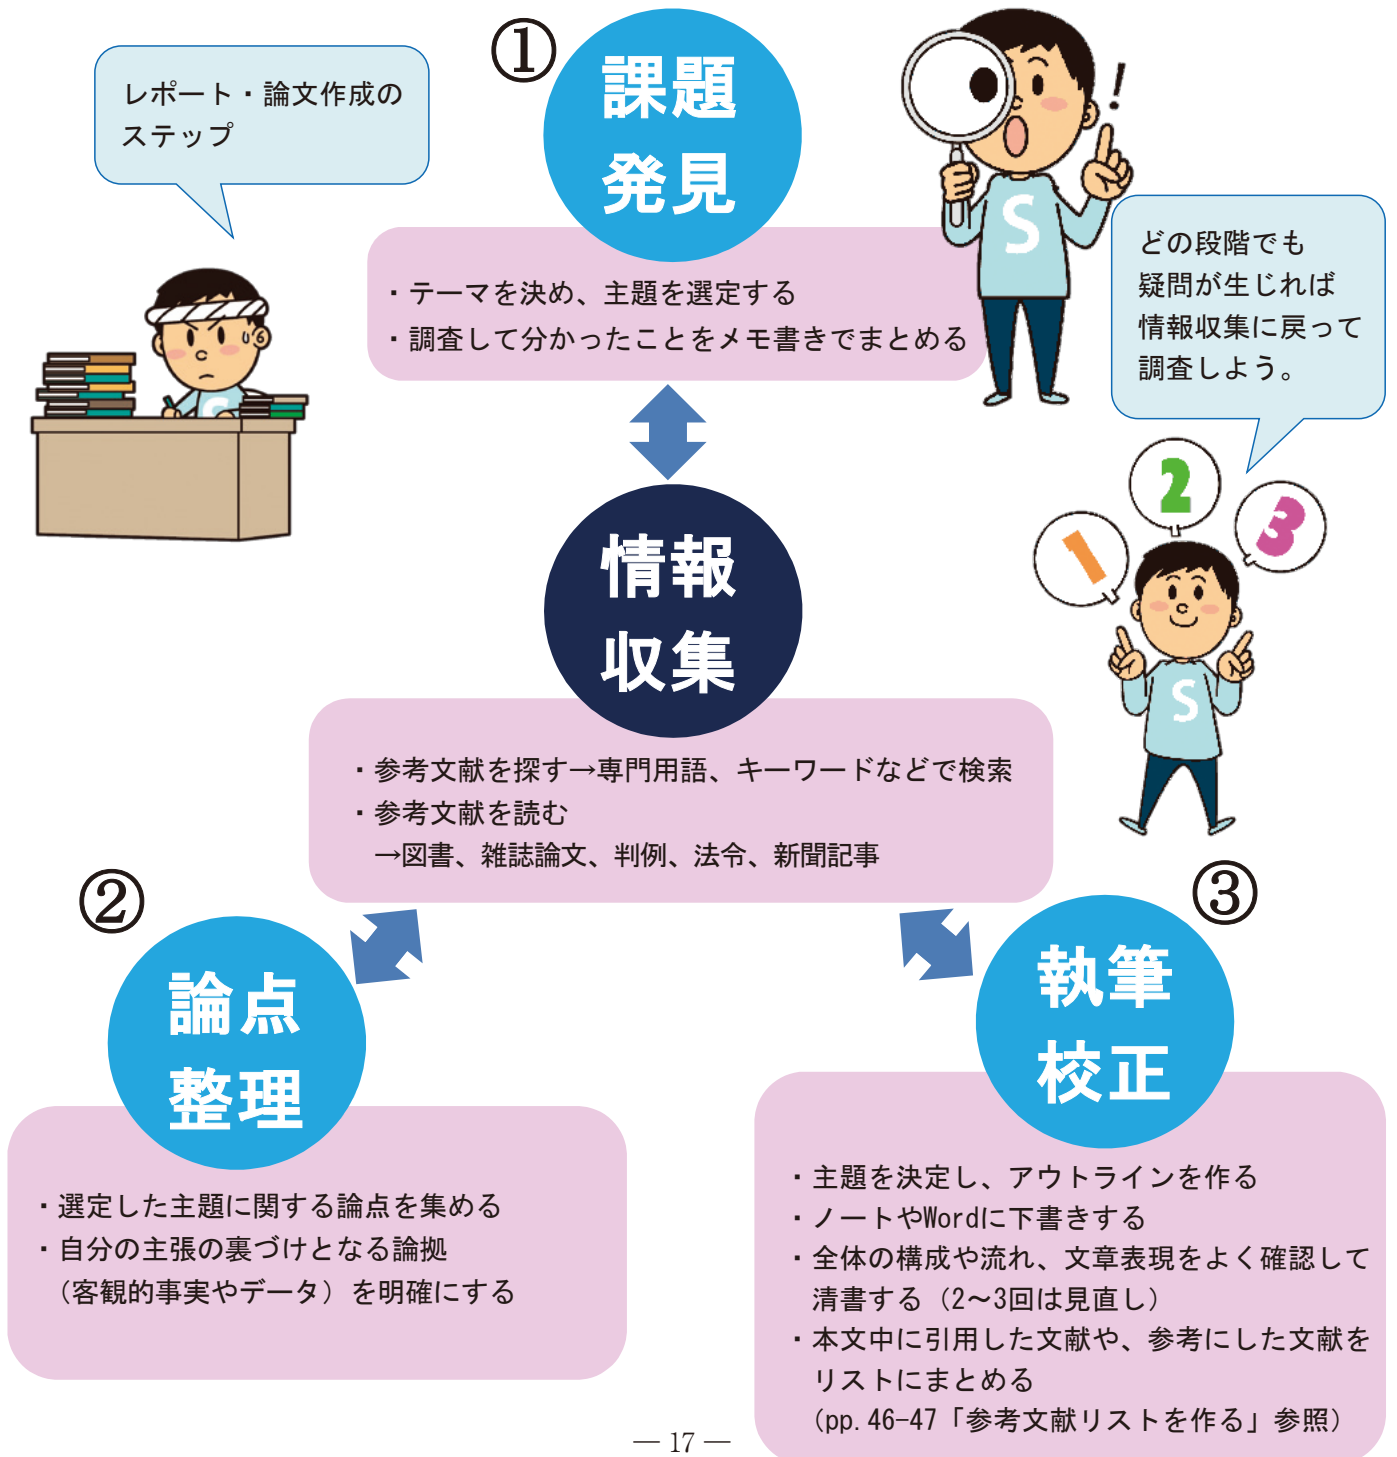 レポート・論文作成の
ステップ
①
課題
発見
・テーマを決め、主題を選定する
・調査して分かったことをメモ書きでまとめる
!
S
どの段階でも
疑問が生じれば
情報収集に戻って
調査しよう。
1
2
3
S
情報
収集
・参考文献を探す→専門用語、キーワードなどで検索
・参考文献を読む
→図書、雑誌論文、判例、法令、新聞記事
②
論点
整理
・選定した主題に関する論点を集める
・自分の主張の裏づけとなる論拠
（客観的事実やデータ）を明確にする
③
執筆
校正
・主題を決定し、アウトラインを作る
・ノートやWordに下書きする
・全体の構成や流れ、文章表現をよく確認して
清書する（2～3回は見直し）
・本文中に引用した文献や、参考にした文献を
リストにまとめる
（pp.46-47「参考文献リストを作る」参照）
― 17 ―